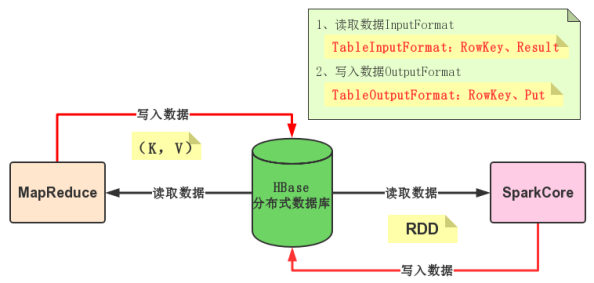 1、读取数据InputFormat
TableInputFormat：RowKey、Result
2、写入数据OutputFormat
TableOutputFormat：RowKey、Put
写入数据
（K，V）
MapReduce
读取数据
HBase
分布式数据库
读取数据
SparkCore
RDD
写入数据